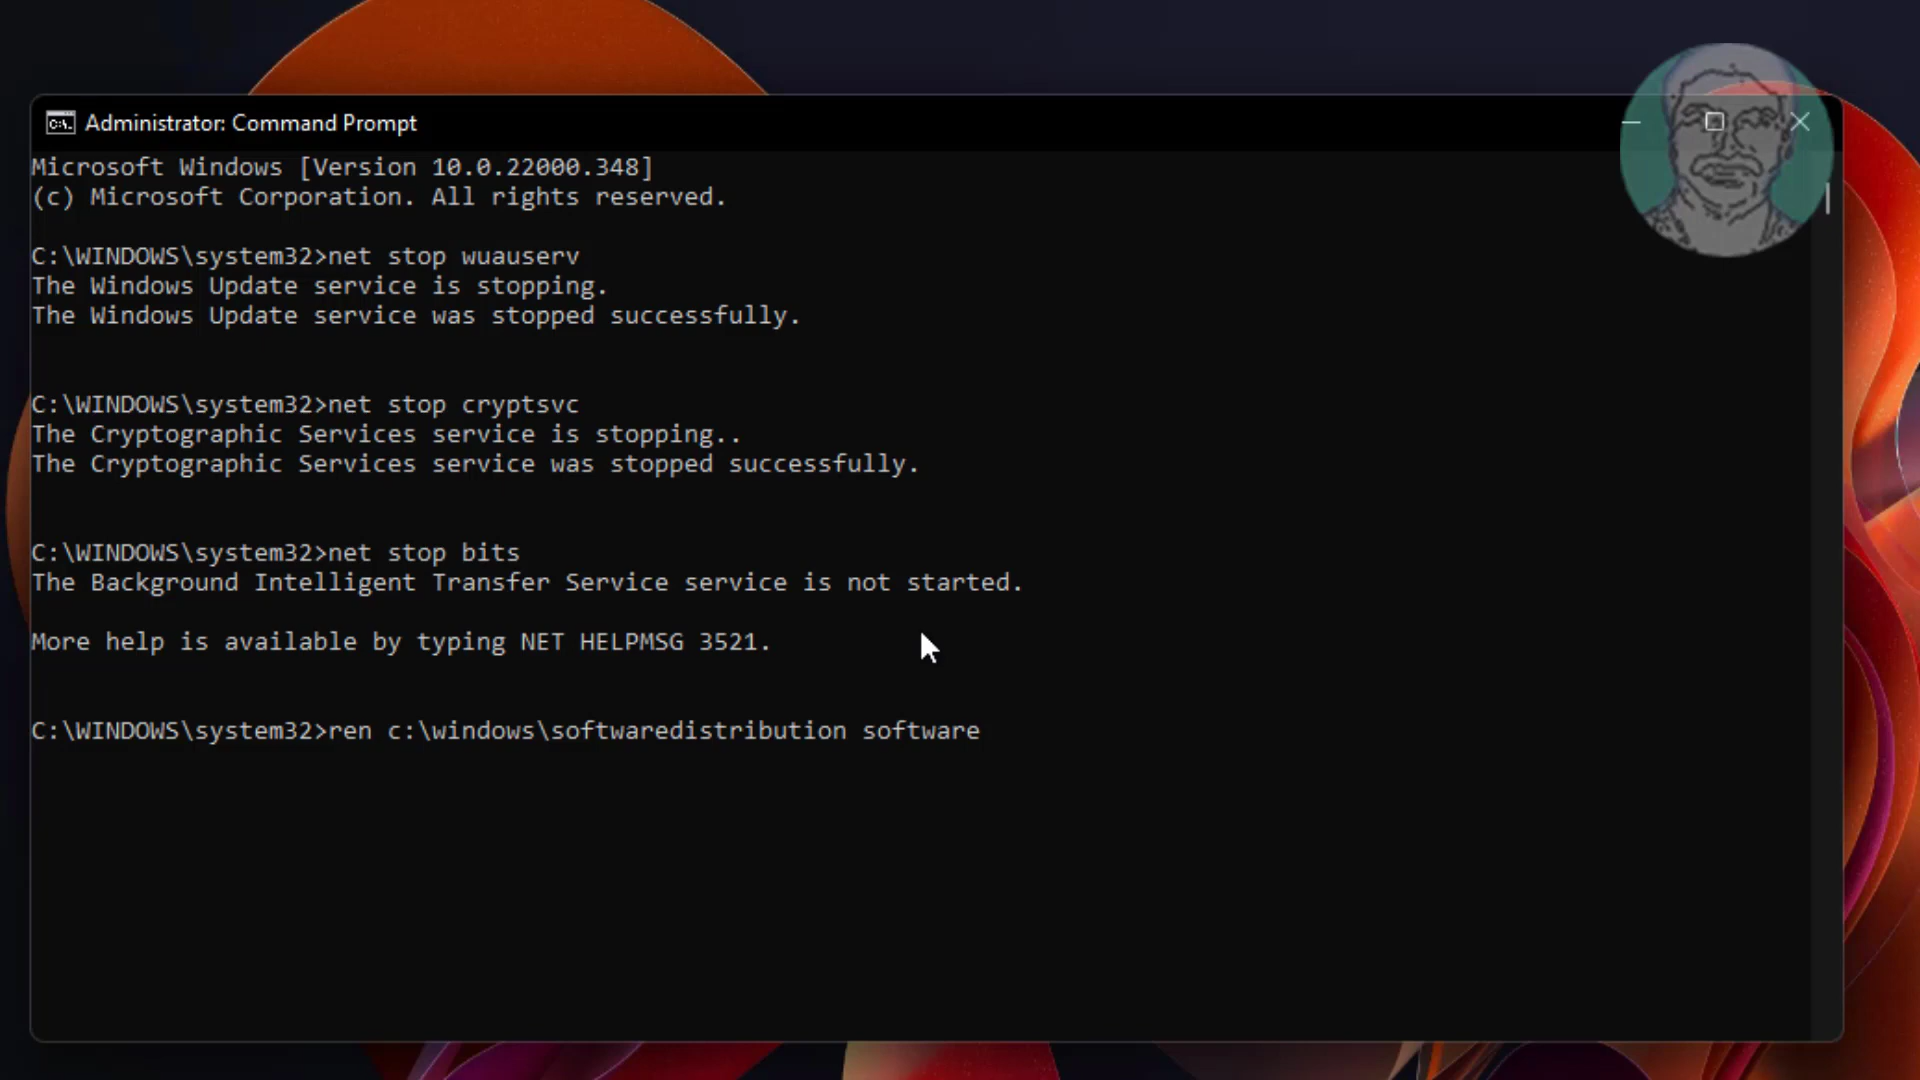 Administrator: Command Prompt
Microsoft Windows [Version 10.0.22000.348]
(c) Microsoft Corporation. All rights reserved.
C:\WINDOWS\system32>net stop wuauserv
The Windows Update service is stopping.
The Windows Update service was stopped successfully.
C:\WINDOWS\system32>net stop cryptsvc
The Cryptographic Services service is stopping..
The Cryptographic Services service was stopped successfully.
C:\WINDOWS\system32>net stop bits
The Background Intelligent Transfer Service service is not started.
More help is available by typing NET HELPMSG 3521.
C:\WINDOWS\system32>ren c:\windows\softwaredistribution software